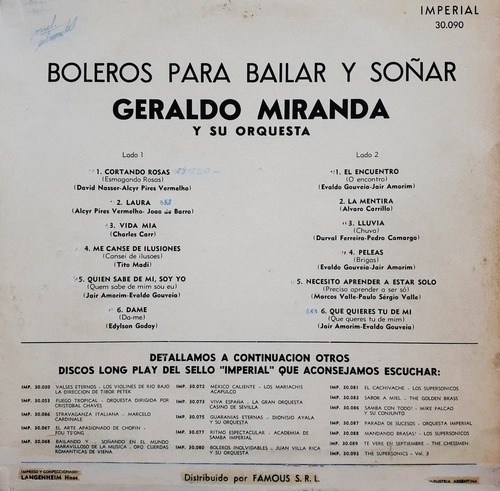 IMPERIAL
30.090
BOLEROS PARA BAILAR Y SOÑAR
GERALDO MIRANDA
Y SU ORQUESTA
Lado 1
1. CORTANDO ROSAS
(Esmagando Rosas)
(David Nasser-Alcyr Pires Vermelho)
2. LAURA
(Alcyr Pires Vermelho-Joao de Barro)
3. VIDA MIA
(Charles Carr)
4. ME CANSE DE ILUSIONES
(Cansei de ilusoes)
(Tito Madi)
5. QUIEN SABE DE MI, SOY YO
(Quem sabe de mim sou eu)
(Jair Amorim-Evaldo Gouveia)
6. DAME
(Da-me)
(Edylson Godoy)
Lado 2
1. EL ENCUENTRO
(O encontro)
(Evaldo Gouveia-Jair Amorim)
2. LA MENTIRA
(Alvaro Carrillo)
3. LLUVIA
(Chuva)
(Durval Ferreira-Pedro Camargo)
4. PELEAS
(Brigas)
(Evaldo Gouveia-Jair Amorim)
5. NECESITO APRENDER A ESTAR SOLO
(Preciso aprender a ser só)
(Marcos Valle-Paulo Sérgio Valle)
6. QUE QUIERES TU DE MI
(Que queres tu de mim)
(Jair Amorim-Evaldo Gouveia)
DETALLAMOS A CONTINUACION OTROS
DISCOS LONG PLAY DEL SELLO "IMPERIAL" QUE ACONSEJAMOS ESCUCHAR:
IMP. 30.030 VALSES ETERNOS - LOS VIOLINES DE RIO BAJO
LA DIRECCION DE TIBOR PETEK
IMP. 30.053 FUEGO TROPICAL - ORQUESTA DIRIGIDA POR
CRISTOBAL CHAVES
IMP. 30.066 STRAVAGANZA ITALIANA - MARCELO
CARDINALE
IMP. 30.067 EL ARTE APASIONADO DE CHOPIN -
FOU TS'ONG
IMP. 30.068 BAILANDO Y... SOÑANDO EN EL MUNDO
MARAVILLOSO DE LA MUSICA - ORQ. CUERDAS
ROMANTICAS DE VIENA
IMP. 30.072 MEXICO CALIENTE - LOS MARIACHIS
ACAPULCO
IMP. 30.073 VIVA ESPAÑA - LA GRAN ORQUESTA
CASINO DE SEVILLA
IMP. 30.075 GUARANIAS ETERNAS - DIONISIO AYALA
Y SU ORQUESTA
IMP. 30.077 RITMO ESPECTACULAR - ACADEMIA DE
SAMBA IMPERIAL
IMP. 30.080 BOLEROS INOLVIDABLES - JUAN VILLA RICA
Y SU ORQUESTA
IMP. 30.081 EL CACHIVACHE - LOS SUPERSONICOS
IMP. 30.083 SABOR A MIEL - THE GOLDEN BRASS
IMP. 30.086 SAMBA CON TODO! - MIKE FALCAO
Y SU CONJUNTO
IMP. 30.087 PARADA DE SUCESOS - ORQUESTA IMPERIAL
IMP. 30.088 MANDANDO BRASAS! - LOS SUPERSONICOS
IMP. 30.089 TE VERE EN SEPTIEMBRE - THE CHESSMEN
IMP. 30.093 THE SUPERSONICS - Vol. 3
IMPRESO Y CONFECCIONADO:
LANGENHEIM Hnos.
Distribuido por FAMOUS S.R.L.
INDUSTRIA ARGENTINA